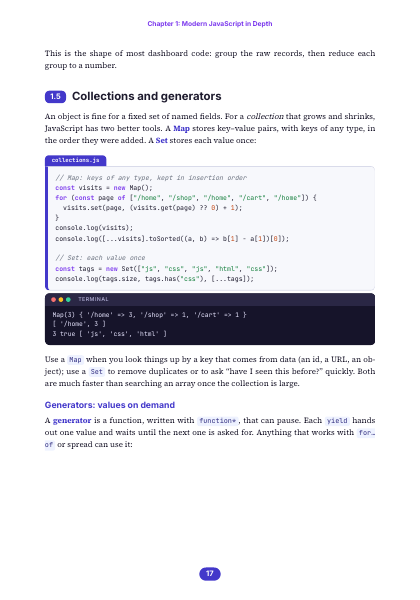 Chapter 1: Modern JavaScript in Depth
This is the shape of most dashboard code: group the raw records, then reduce each
group to a number.
1.5 Collections and generators
An object is fine for a fixed set of named fields. For a collection that grows and shrinks,
JavaScript has two better tools. A Map stores key–value pairs, with keys of any type, in
the order they were added. A Set stores each value once:
collections.js
// Map: keys of any type, kept in insertion order
const visits = new Map();
for (const page of ["/home", "/shop", "/home", "/cart", "/home"]) {
  visits.set(page, (visits.get(page) ?? 0) + 1);
}
console.log(visits);
console.log([...visits].toSorted((a, b) => b[1] - a[1])[0]);
// Set: each value once
const tags = new Set(["js", "css", "js", "html", "css"]);
console.log(tags.size, tags.has("css"), [...tags]);
TERMINAL
Map(3) { '/home' => 3, '/shop' => 1, '/cart' => 1 }
[ '/home', 3 ]
3 true [ 'js', 'css', 'html' ]
Use a Map when you look things up by a key that comes from data (an id, a URL, an ob-
ject); use a Set to remove duplicates or to ask “have I seen this before?” quickly. Both
are much faster than searching an array once the collection is large.
Generators: values on demand
A generator is a function, written with function*, that can pause. Each yield hands
out one value and waits until the next one is asked for. Anything that works with for…
of or spread can use it:
17